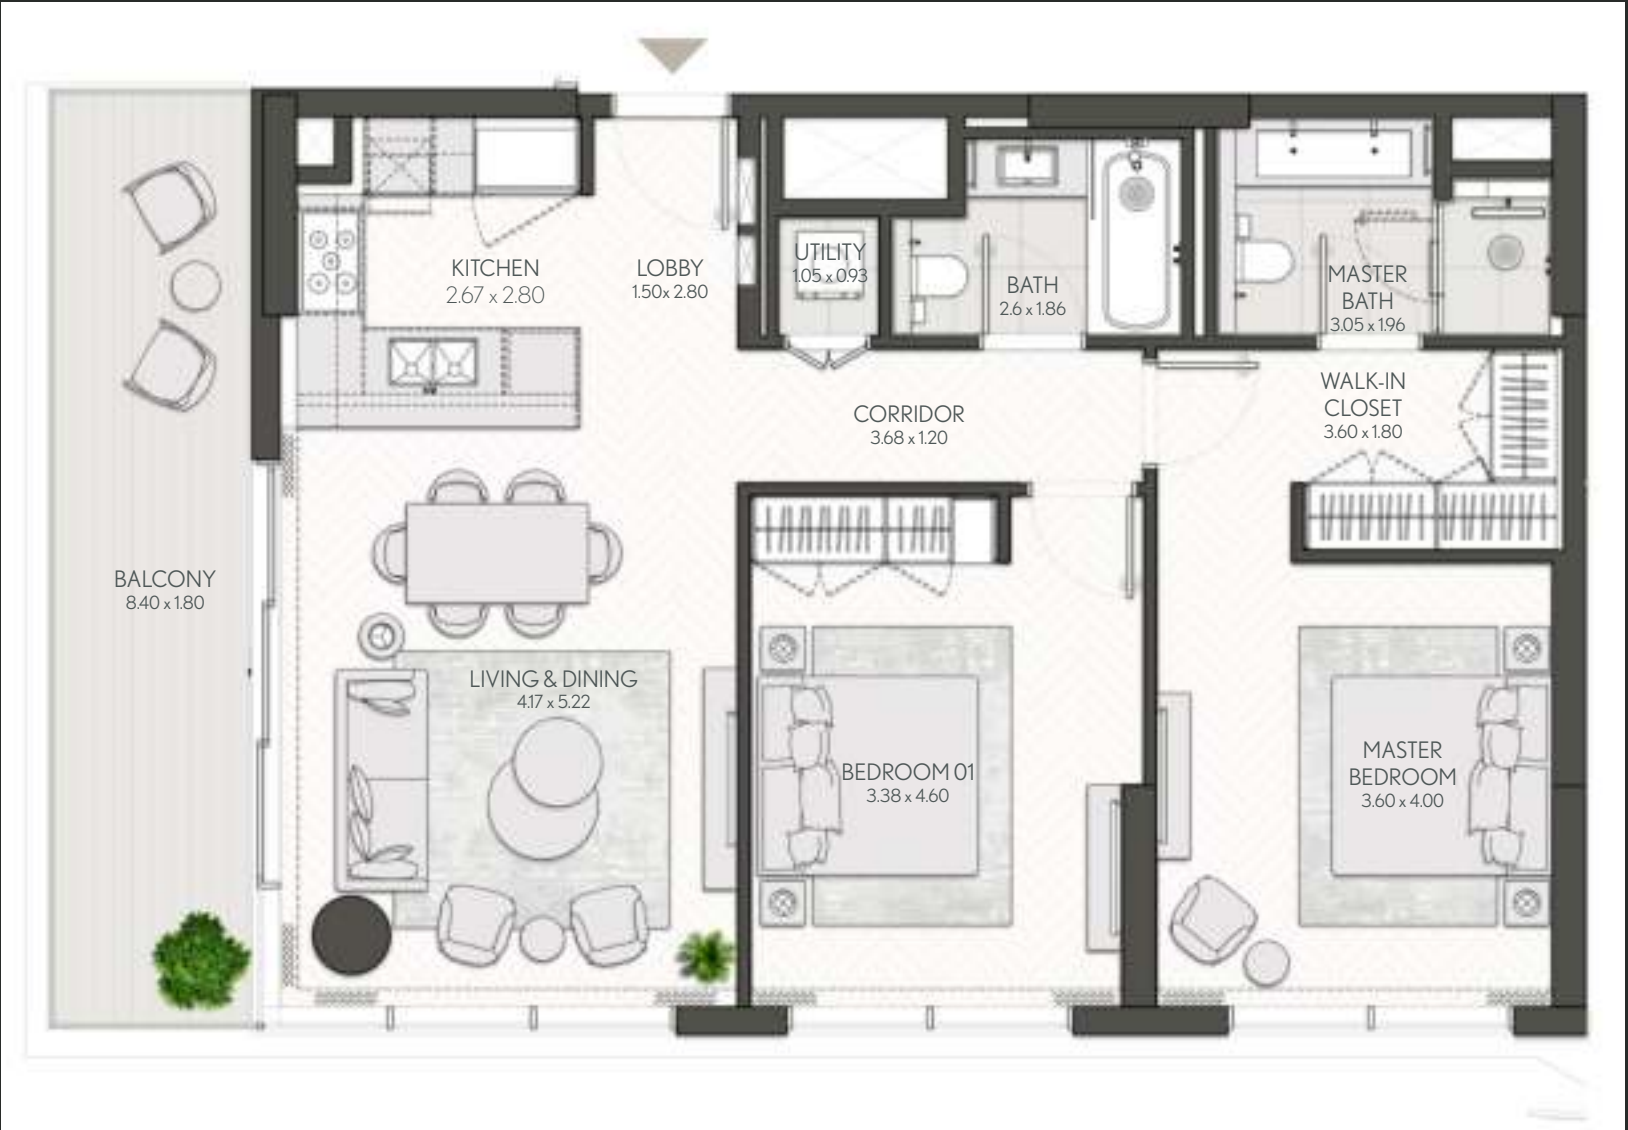 KITCHEN
2.67 x 2.80
LOBBY
1.50x 2.80
UTILITY
1.05 x 0.93
BATH
2.6 x 1.86
MASTER
BATH
3.05 x 1.96
WALK-IN
CLOSET
3.60 x 1.80
CORRIDOR
3.68 x 1.20
BALCONY
8.40 x 1.80
LIVING & DINING
4.17 x 5.22
BEDROOM 01
3.38 x 4.60
MASTER
BEDROOM
3.60 x 4.00